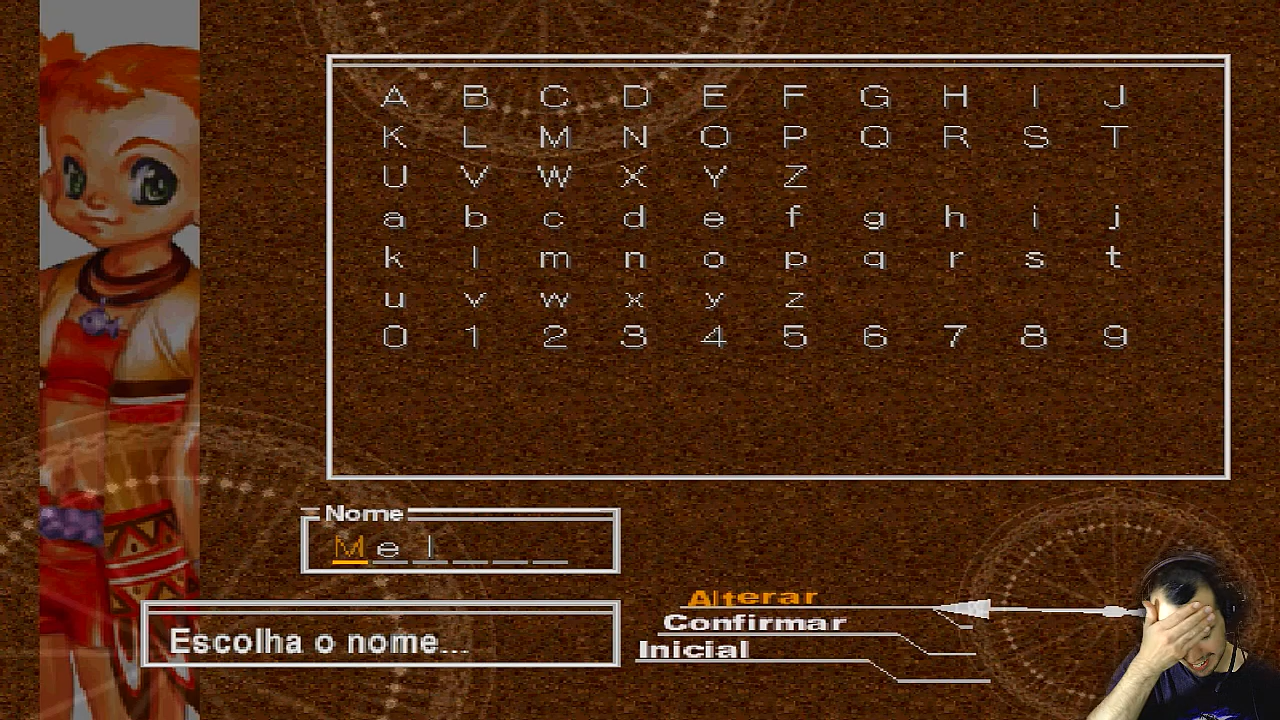 A B C D E F G H I J
K L M N O P Q R S T
U V W X Y Z
a b c d e f g h i j
k l m n o p q r s t
u v w x y z
0 1 2 3 4 5 6 7 8 9
Nome
Mel
Escolha o nome...
Alterar
Confirmar
Inicial